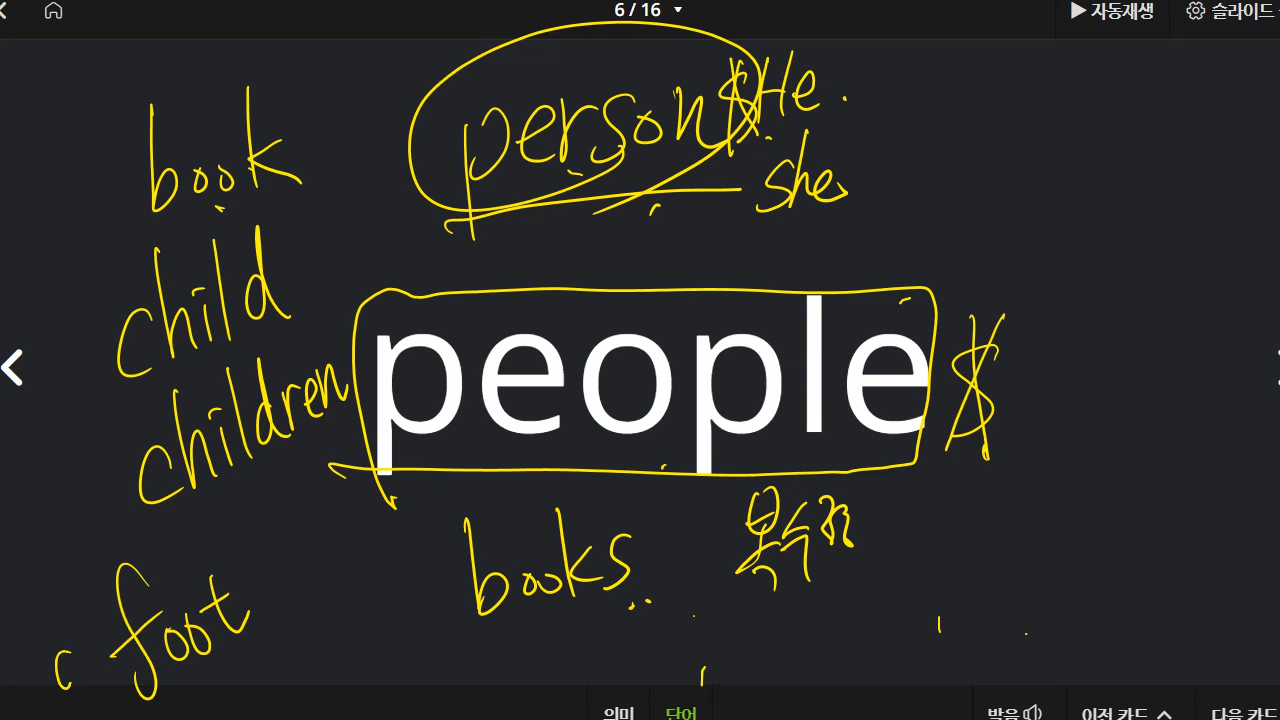 6 / 16
자동재생
슬라이드
person
He.
she
book
child
children
people
books
복수형
foot
의미
단어
발음
이전 카드
다음 카드